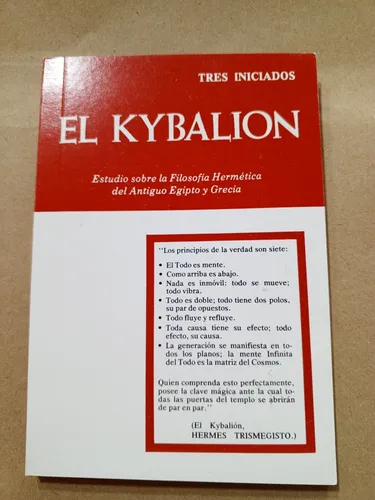 TRES INICIADOS
EL KYBALION
Estudio sobre la Filosofía Hermética
del Antiguo Egipto y Grecia
"Los principios de la verdad son siete:
• El Todo es mente.
• Como arriba es abajo.
• Nada es inmóvil; todo se mueve;
todo vibra.
• Todo es doble; todo tiene dos polos,
su par de opuestos.
• Todo fluye y refluye.
• Toda causa tiene su efecto; todo
efecto, su causa.
• La generación se manifiesta en to-
dos los planos; la mente Infinita
del Todo es la matriz del Cosmos.
Quien comprenda esto perfectamente,
posee la clave mágica ante la cual to-
das las puertas del templo se abrirán
de par en par."
(El Kybalión,
HERMES TRISMEGISTO.)